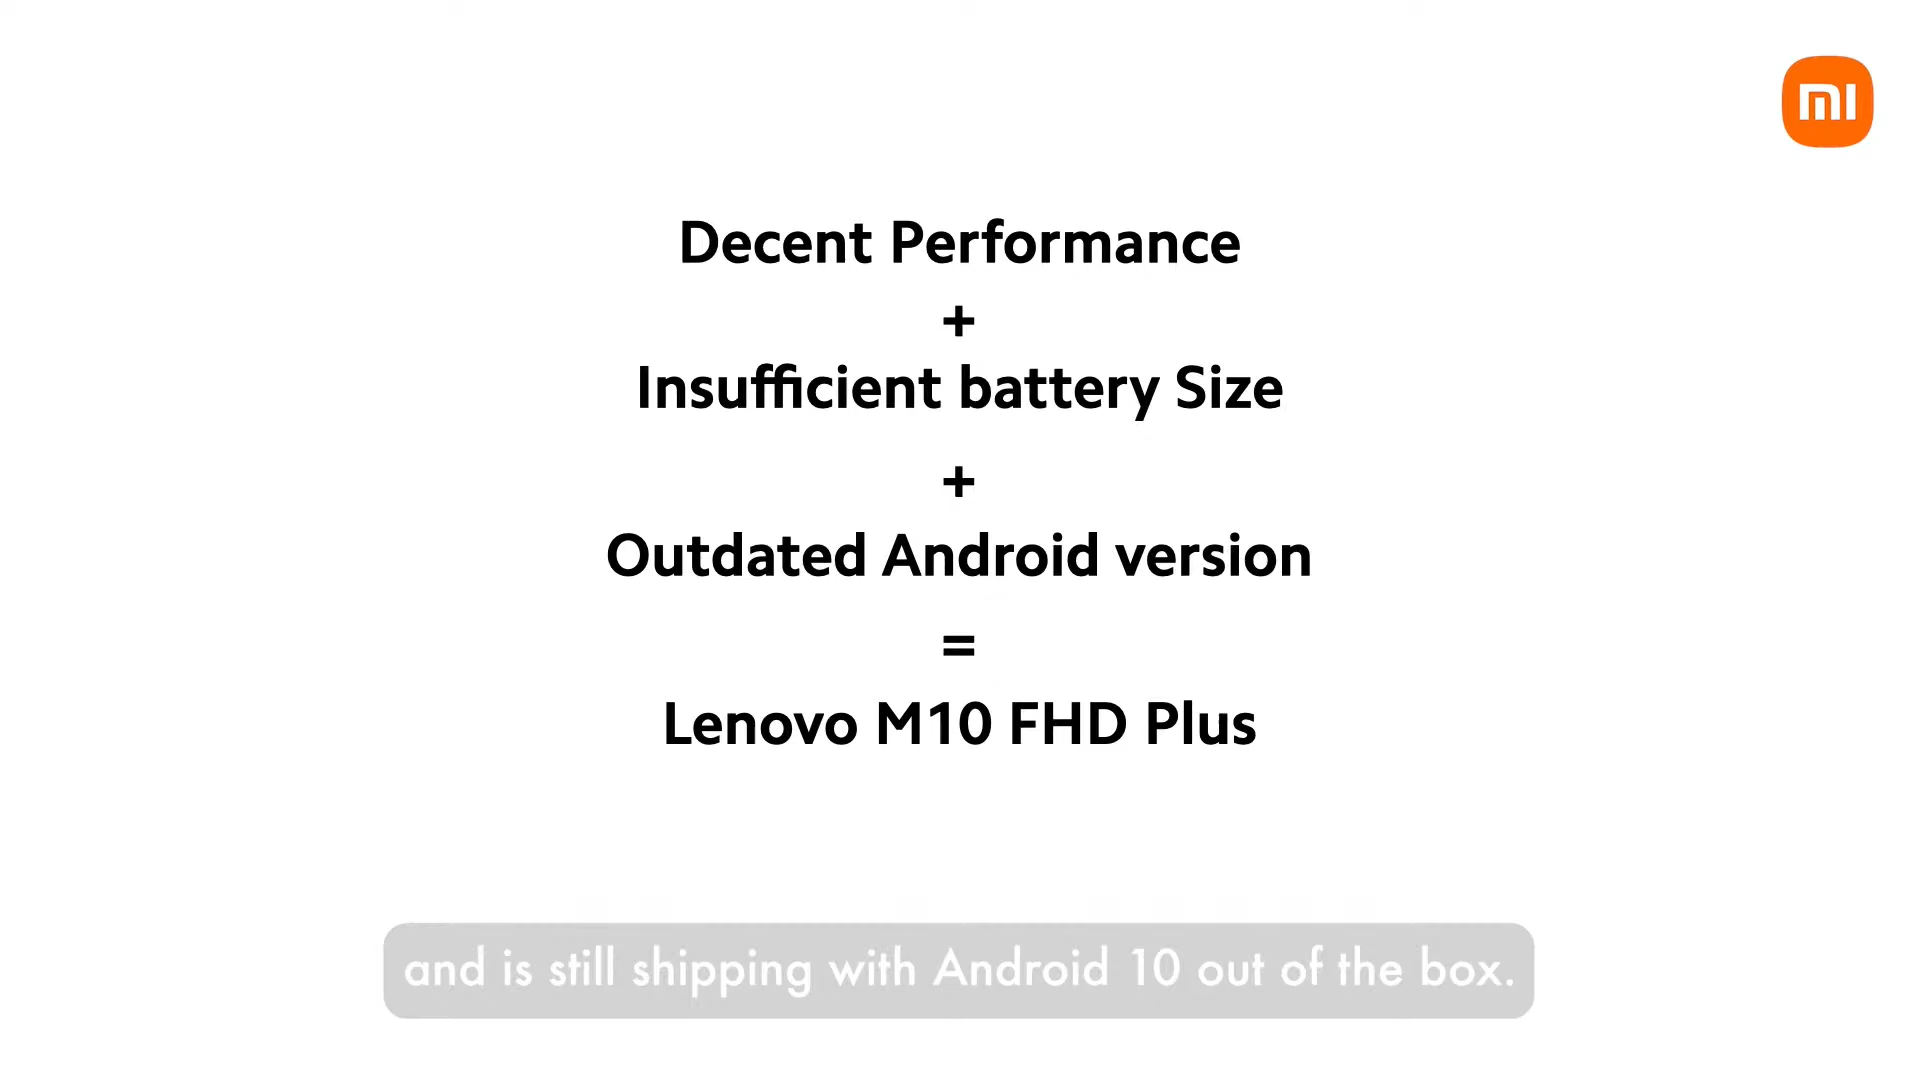 mi
Decent Performance
+
Insufficient battery Size
+
Outdated Android version
=
Lenovo M10 FHD Plus
and is still shipping with Android 10 out of the box.